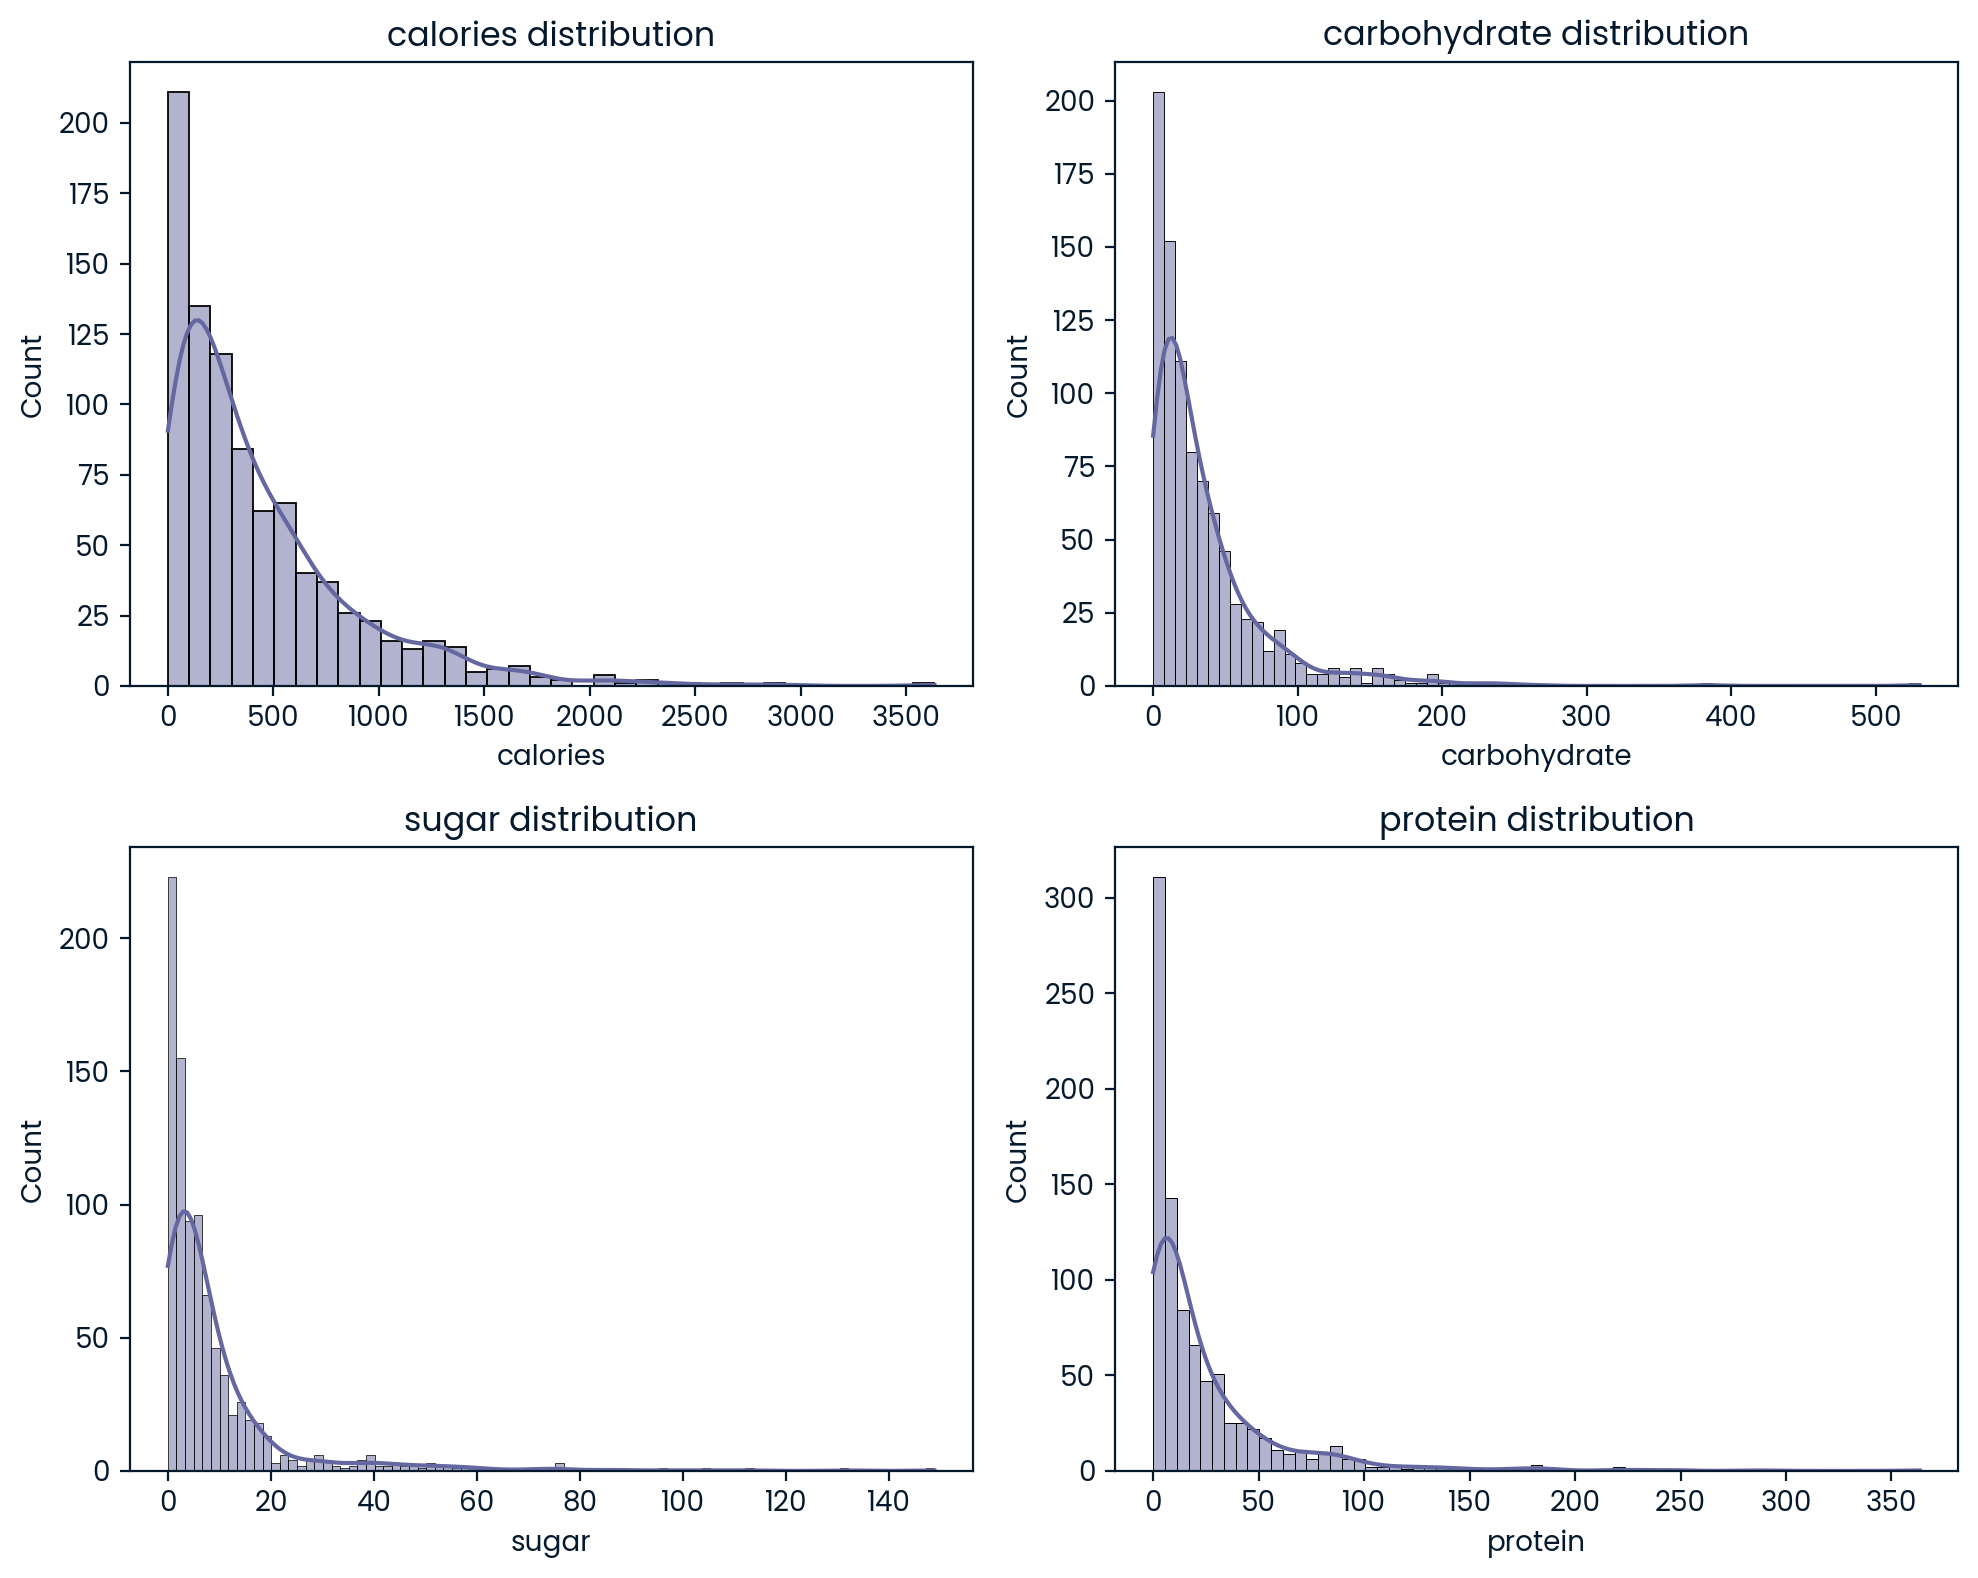 calories distribution
200
175
150
125
100
75
50
25
0
Count
0 500 1000 1500 2000 2500 3000 3500
calories
carbohydrate distribution
200
175
150
125
100
75
50
25
0
Count
0 100 200 300 400 500
carbohydrate
sugar distribution
200
150
100
50
0
Count
0 20 40 60 80 100 120 140
sugar
protein distribution
300
250
200
150
100
50
0
Count
0 50 100 150 200 250 300 350
protein